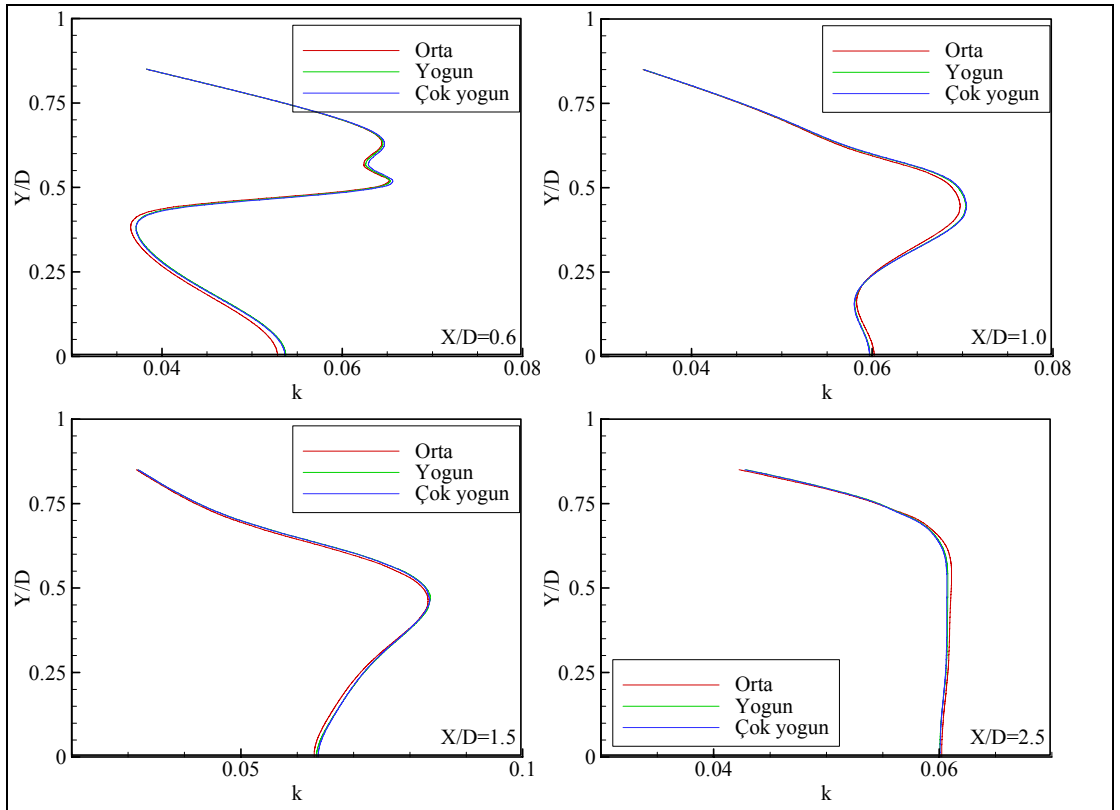 1
0.75
0.5
0.25
0
Y/D
Orta
Yogun
Çok yogun
X/D=0.6
0.04
0.06
0.08
k
1
0.75
0.5
0.25
0
Y/D
Orta
Yogun
Çok yogun
X/D=1.0
0.04
0.06
0.08
k
1
0.75
0.5
0.25
0
Y/D
Orta
Yogun
Çok yogun
X/D=1.5
0.05
0.1
k
1
0.75
0.5
0.25
0
Y/D
Orta
Yogun
Çok yogun
X/D=2.5
0.04
0.06
k